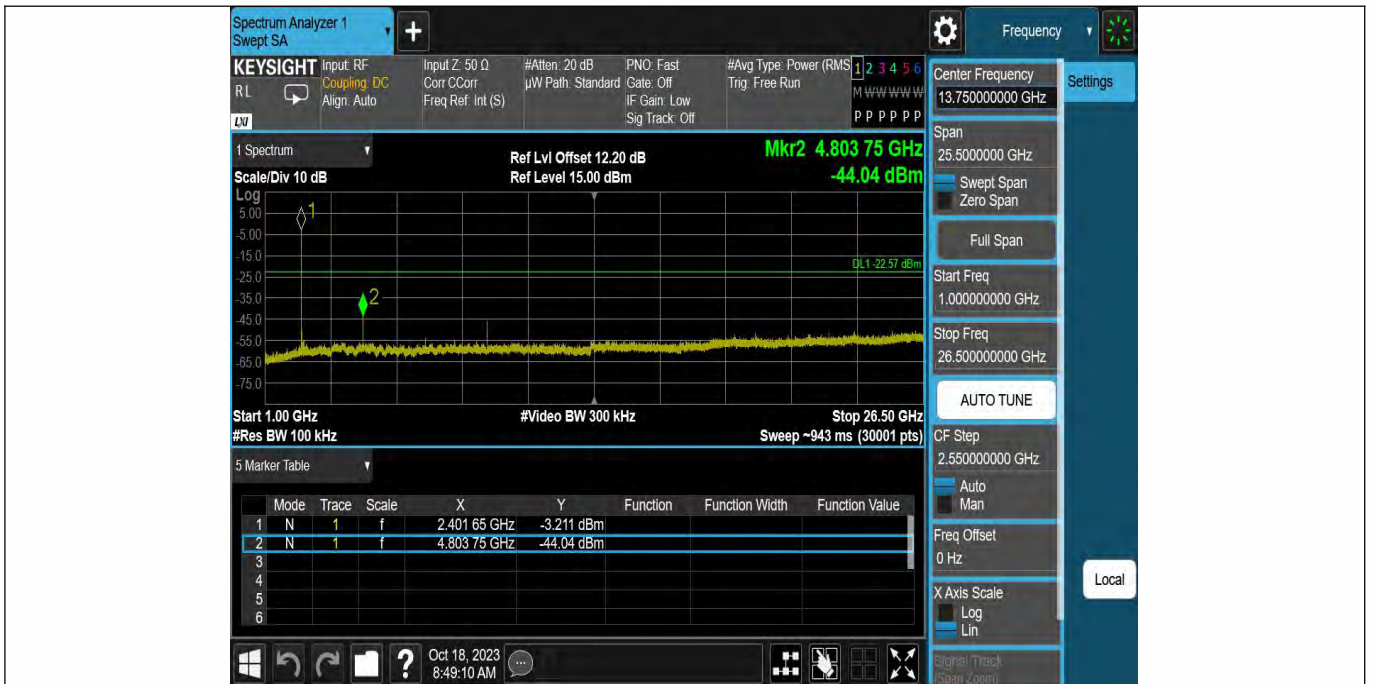 Spectrum Analyzer 1
Swept SA
+
Frequency
KEYSIGHT
RL
LXI
Input: RF
Coupling: DC
Align: Auto
Input Z: 50 Ω
Corr CCorr
Freq Ref: Int (S)
#Atten: 20 dB
µW Path: Standard
PNO: Fast
Gate: Off
IF Gain: Low
Sig Track: Off
#Avg Type: Power (RMS
Trig: Free Run
1 2 3 4 5 6
M W W W W W
P P P P P P
1 Spectrum
Scale/Div 10 dB
Ref Lvl Offset 12.20 dB
Ref Level 15.00 dBm
Mkr2 4.803 75 GHz
-44.04 dBm
Log
5.00
-5.00
-15.0
-25.0
-35.0
-45.0
-55.0
-65.0
-75.0
1
2
DL1 -22.57 dBm
Start 1.00 GHz
#Res BW 100 kHz
#Video BW 300 kHz
Stop 26.50 GHz
Sweep ~943 ms (30001 pts)
5 Marker Table
Mode Trace Scale X Y Function Function Width Function Value
1 N 1 f 2.401 65 GHz -3.211 dBm
2 N 1 f 4.803 75 GHz -44.04 dBm
3
4
5
6
?
Oct 18, 2023
8:49:10 AM
Center Frequency
13.750000000 GHz
Settings
Span
25.5000000 GHz
Swept Span
Zero Span
Full Span
Start Freq
1.000000000 GHz
Stop Freq
26.500000000 GHz
AUTO TUNE
CF Step
2.550000000 GHz
Auto
Man
Freq Offset
0 Hz
X Axis Scale
Log
Lin
Local
Signal Track
(Span Zoom)